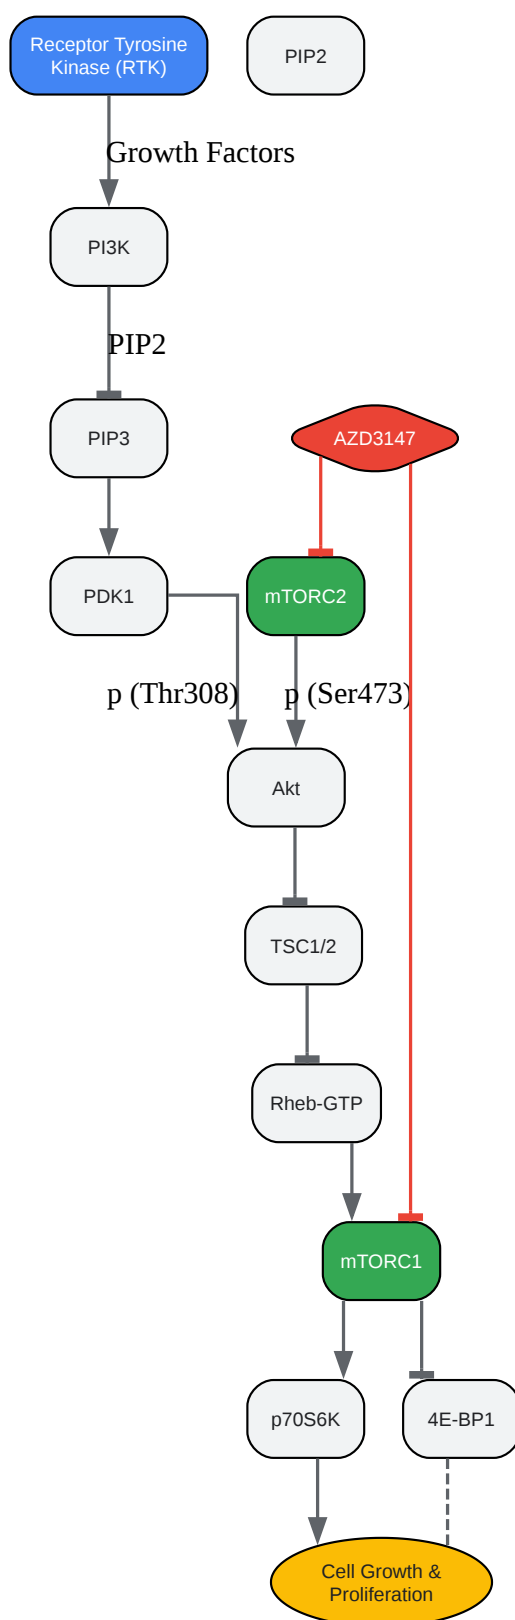 Receptor Tyrosine
Kinase (RTK)
PIP2
Growth Factors
PI3K
PIP2
PIP3
AZD3147
PDK1
mTORC2
p (Thr308)
p (Ser473)
Akt
TSC1/2
Rheb-GTP
mTORC1
p70S6K
4E-BP1
Cell Growth &
Proliferation